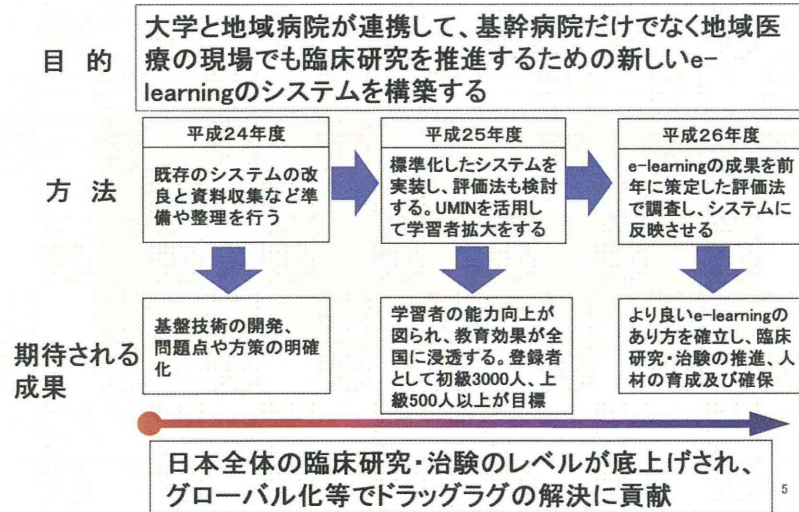 目 的
大学と地域病院が連携して、基幹病院だけでなく地域医
療の現場でも臨床研究を推進するための新しいe-
learningのシステムを構築する
方 法
平成24年度
既存のシステムの改
良と資料収集など準
備や整理を行う
平成25年度
標準化したシステムを
実装し、評価法も検討
する。UMINを活用し
て学習者拡大をする
平成26年度
e-learningの成果を前
年に策定した評価法
で調査し、システムに
反映させる
期待される
成果
基盤技術の開発、
問題点や方策の明確
化
学習者の能力向上が
図られ、教育効果が全
国に浸透する。登録者
として初級3000人、上
級500人以上が目標
より良いe-learningの
あり方を確立し、臨床
研究・治験の推進、人
材の育成及び確保
日本全体の臨床研究・治験のレベルが底上げされ、
グローバル化等でドラッグラグの解決に貢献
5